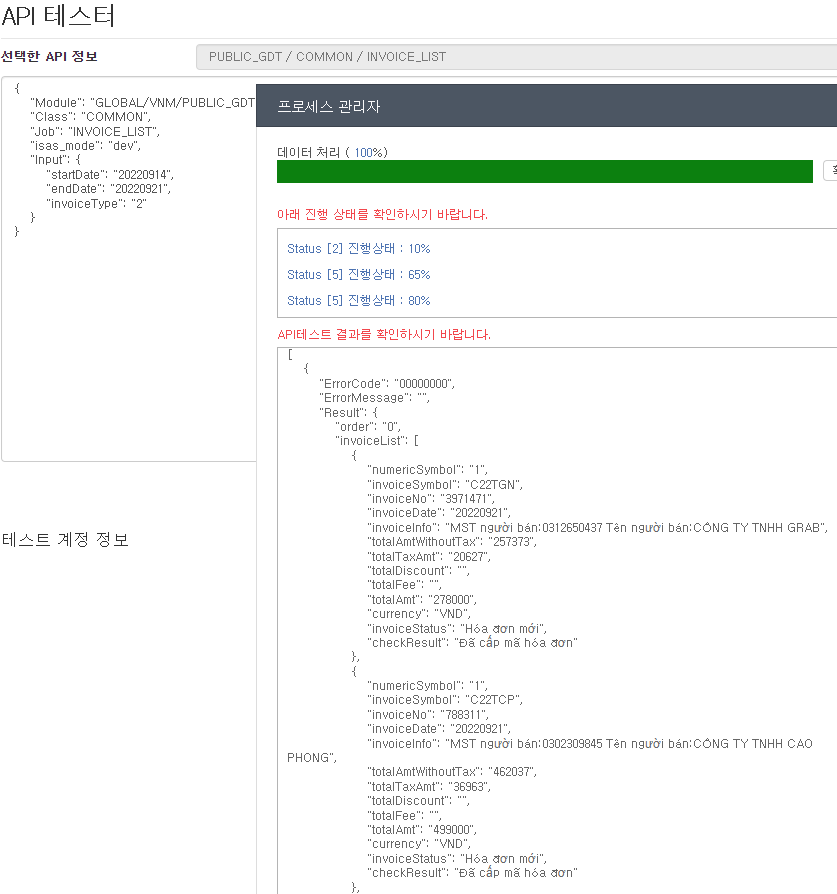 API 테스터
선택한 API 정보
PUBLIC_GDT / COMMON / INVOICE_LIST
{
"Module": "GLOBAL/VNM/PUBLIC_GDT
"Class": "COMMON",
"Job": "INVOICE_LIST",
"isas_mode": "dev",
"Input": {
"startDate": "20220914",
"endDate": "20220921",
"invoiceType": "2"
}
}
테스트 계정 정보
프로세스 관리자
데이터 처리 ( 100%)
아래 진행 상태를 확인하시기 바랍니다.
Status [2] 진행상태 : 10%
Status [5] 진행상태 : 65%
Status [5] 진행상태 : 80%
API테스트 결과를 확인하시기 바랍니다.
[
{
"ErrorCode": "00000000",
"ErrorMessage": "",
"Result": {
"order": "0",
"invoiceList": [
{
"numericSymbol": "1",
"invoiceSymbol": "C22TGN",
"invoiceNo": "3971471",
"invoiceDate": "20220921",
"invoiceInfo": "MST người bán:0312650437 Tên người bán:CÔNG TY TNHH GRAB",
"totalAmtWithoutTax": "257373",
"totalTaxAmt": "20627",
"totalDiscount": "",
"totalFee": "",
"totalAmt": "278000",
"currency": "VND",
"invoiceStatus": "Hóa đơn mới",
"checkResult": "Đã cấp mã hóa đơn"
},
{
"numericSymbol": "1",
"invoiceSymbol": "C22TCP",
"invoiceNo": "788311",
"invoiceDate": "20220921",
"invoiceInfo": "MST người bán:0302309845 Tên người bán:CÔNG TY TNHH CAO
PHONG",
"totalAmtWithoutTax": "462037",
"totalTaxAmt": "36963",
"totalDiscount": "",
"totalFee": "",
"totalAmt": "499000",
"currency": "VND",
"invoiceStatus": "Hóa đơn mới",
"checkResult": "Đã cấp mã hóa đơn"
},